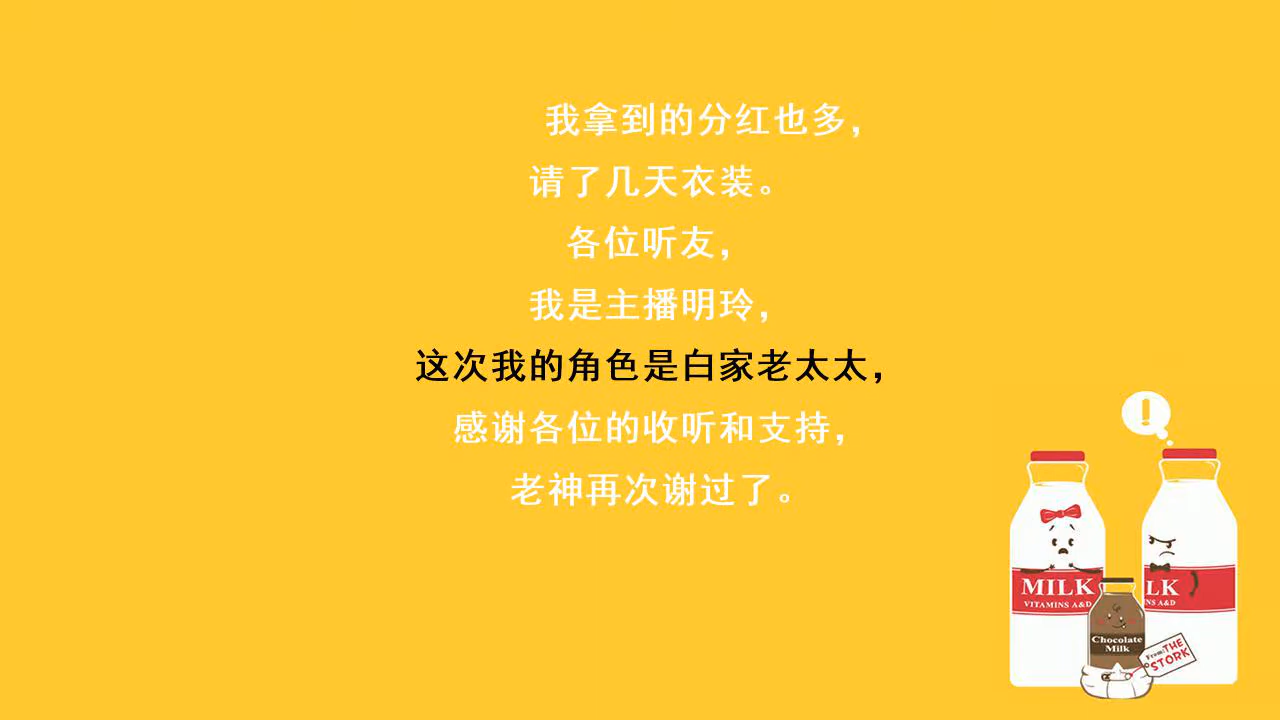 我拿到的分红也多，
请了几天衣装。
各位听友，
我是主播明玲，
这次我的角色是白家老太太，
感谢各位的收听和支持，
老神再次谢过了。
!
MILK
VITAMINS A&D
LK
NS A&D
Chocolate
Milk
From: THE
STORK